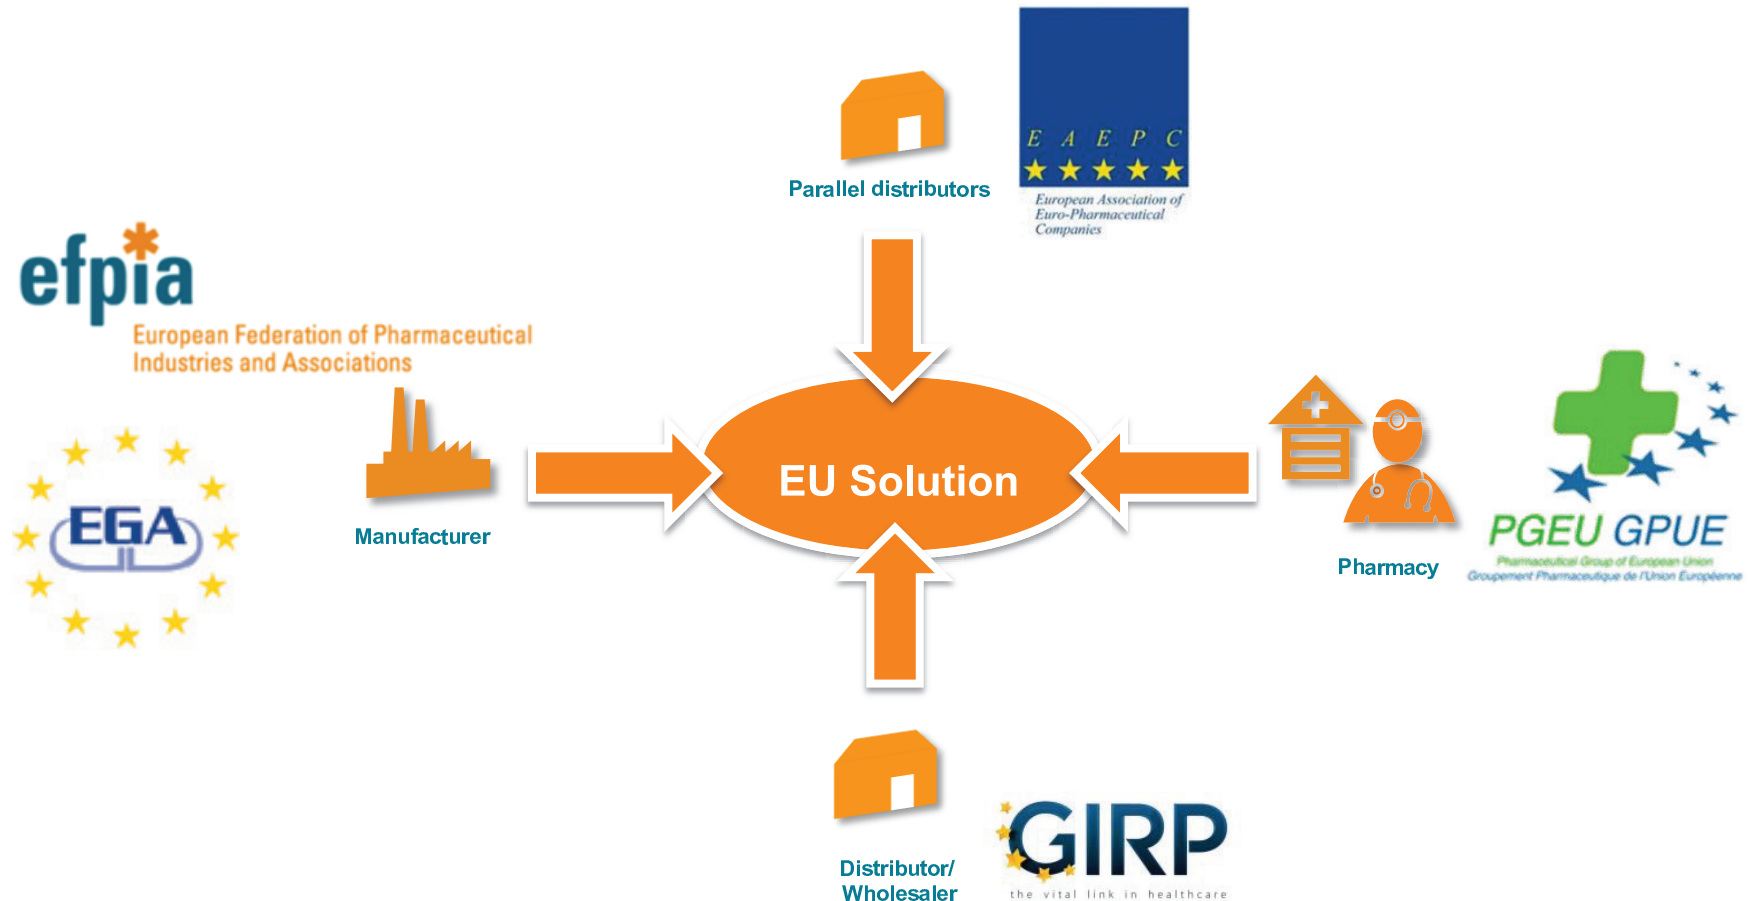 E A E P C
European Association of
Euro-Pharmaceutical
Companies
Parallel distributors
efpia
European Federation of Pharmaceutical
Industries and Associations
EGA
Manufacturer
EU Solution
Pharmacy
PGEU GPUE
Pharmaceutical Group of European Union
Groupement Pharmaceutique de l'Union Européenne
Distributor/
Wholesaler
GIRP
the vital link in healthcare